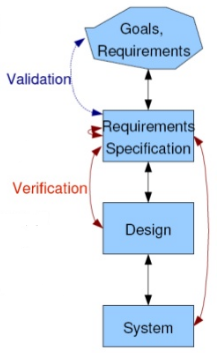 Goals,
Requirements
Validation
Requirements
Specification
Verification
Design
System